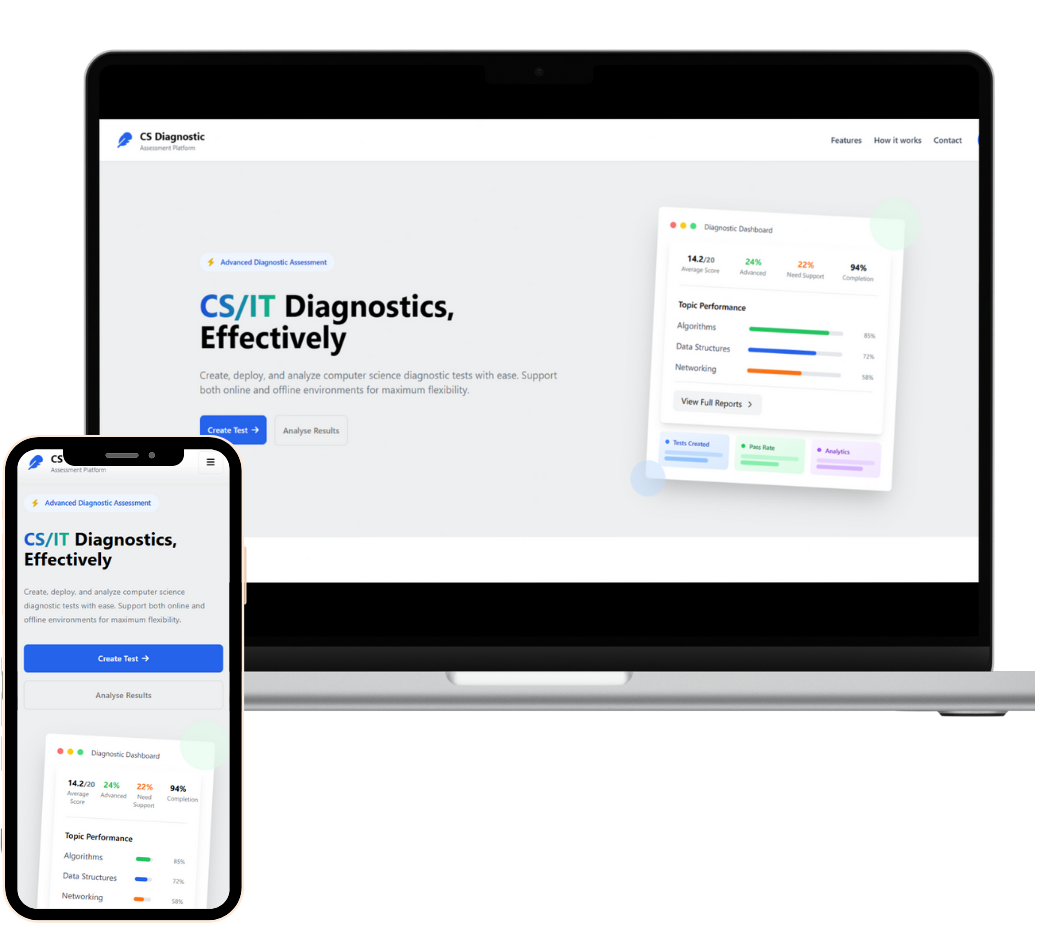 CS Diagnostic
Assessment Platform
Features How it works Contact
Advanced Diagnostic Assessment
CS/IT Diagnostics,
Effectively
Create, deploy, and analyze computer science diagnostic tests with ease. Support
both online and offline environments for maximum flexibility.
Create Test →
Analyse Results
Diagnostic Dashboard
14.2/20 24% 22% 94%
Average Score Advanced Need Support Completion
Topic Performance
Algorithms 85%
Data Structures 72%
Networking 58%
View Full Reports >
Tests Created Pass Rate Analytics
CS
Assessment Platform
Advanced Diagnostic Assessment
CS/IT Diagnostics,
Effectively
Create, deploy, and analyze computer science
diagnostic tests with ease. Support both online and
offline environments for maximum flexibility.
Create Test →
Analyse Results
Diagnostic Dashboard
14.2/20 24% 22% 94%
Average Advanced Need Completion
Score Support
Topic Performance
Algorithms 85%
Data Structures 72%
Networking 58%